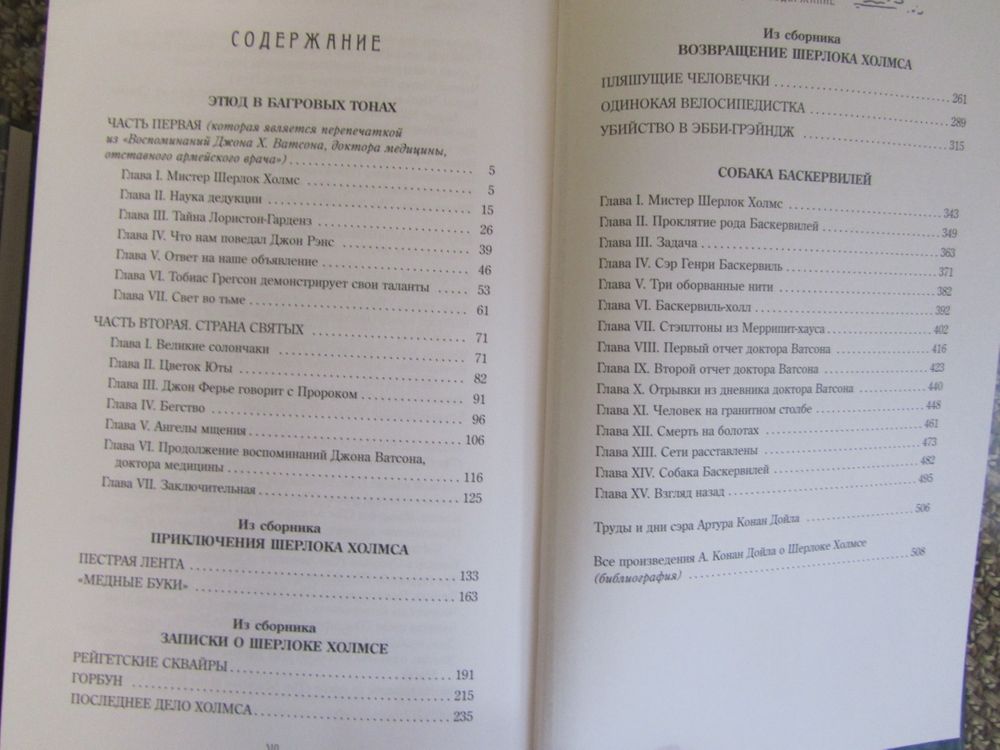 СОДЕРЖАНИЕ
ЭТЮД В БАГРОВЫХ ТОНАХ
ЧАСТЬ ПЕРВАЯ (которая является перепечаткой
из «Воспоминаний Джона Х. Ватсона, доктора медицины,
отставного армейского врача») ..... 5
Глава I. Мистер Шерлок Холмс ..... 5
Глава II. Наука дедукции ..... 15
Глава III. Тайна Лористон-Гарденз ..... 26
Глава IV. Что нам поведал Джон Рэнс ..... 39
Глава V. Ответ на наше объявление ..... 46
Глава VI. Тобиас Грегсон демонстрирует свои таланты ..... 53
Глава VII. Свет во тьме ..... 61
ЧАСТЬ ВТОРАЯ. СТРАНА СВЯТЫХ ..... 71
Глава I. Великие солончаки ..... 71
Глава II. Цветок Юты ..... 82
Глава III. Джон Ферье говорит с Пророком ..... 91
Глава IV. Бегство ..... 96
Глава V. Ангелы мщения ..... 106
Глава VI. Продолжение воспоминаний Джона Ватсона,
доктора медицины ..... 116
Глава VII. Заключительная ..... 125
Из сборника
ПРИКЛЮЧЕНИЯ ШЕРЛОКА ХОЛМСА
ПЕСТРАЯ ЛЕНТА ..... 133
«МЕДНЫЕ БУКИ» ..... 163
Из сборника
ЗАПИСКИ О ШЕРЛОКЕ ХОЛМСЕ
РЕЙГЕТСКИЕ СКВАЙРЫ ..... 191
ГОРБУН ..... 215
ПОСЛЕДНЕЕ ДЕЛО ХОЛМСА ..... 235
СОДЕРЖАНИЕ
Из сборника
ВОЗВРАЩЕНИЕ ШЕРЛОКА ХОЛМСА
ПЛЯШУЩИЕ ЧЕЛОВЕЧКИ ..... 261
ОДИНОКАЯ ВЕЛОСИПЕДИСТКА ..... 289
УБИЙСТВО В ЭББИ-ГРЭЙНДЖ ..... 315
СОБАКА БАСКЕРВИЛЕЙ
Глава I. Мистер Шерлок Холмс ..... 343
Глава II. Проклятие рода Баскервилей ..... 349
Глава III. Задача ..... 363
Глава IV. Сэр Генри Баскервиль ..... 371
Глава V. Три оборванные нити ..... 382
Глава VI. Баскервиль-холл ..... 392
Глава VII. Стэплтоны из Меррипит-хауса ..... 402
Глава VIII. Первый отчет доктора Ватсона ..... 416
Глава IX. Второй отчет доктора Ватсона ..... 423
Глава X. Отрывки из дневника доктора Ватсона ..... 440
Глава XI. Человек на гранитном столбе ..... 448
Глава XII. Смерть на болотах ..... 461
Глава XIII. Сети расставлены ..... 473
Глава XIV. Собака Баскервилей ..... 482
Глава XV. Взгляд назад ..... 495
Труды и дни сэра Артура Конан Дойла ..... 506
Все произведения А. Конан Дойла о Шерлоке Холмсе
(библиография) ..... 508